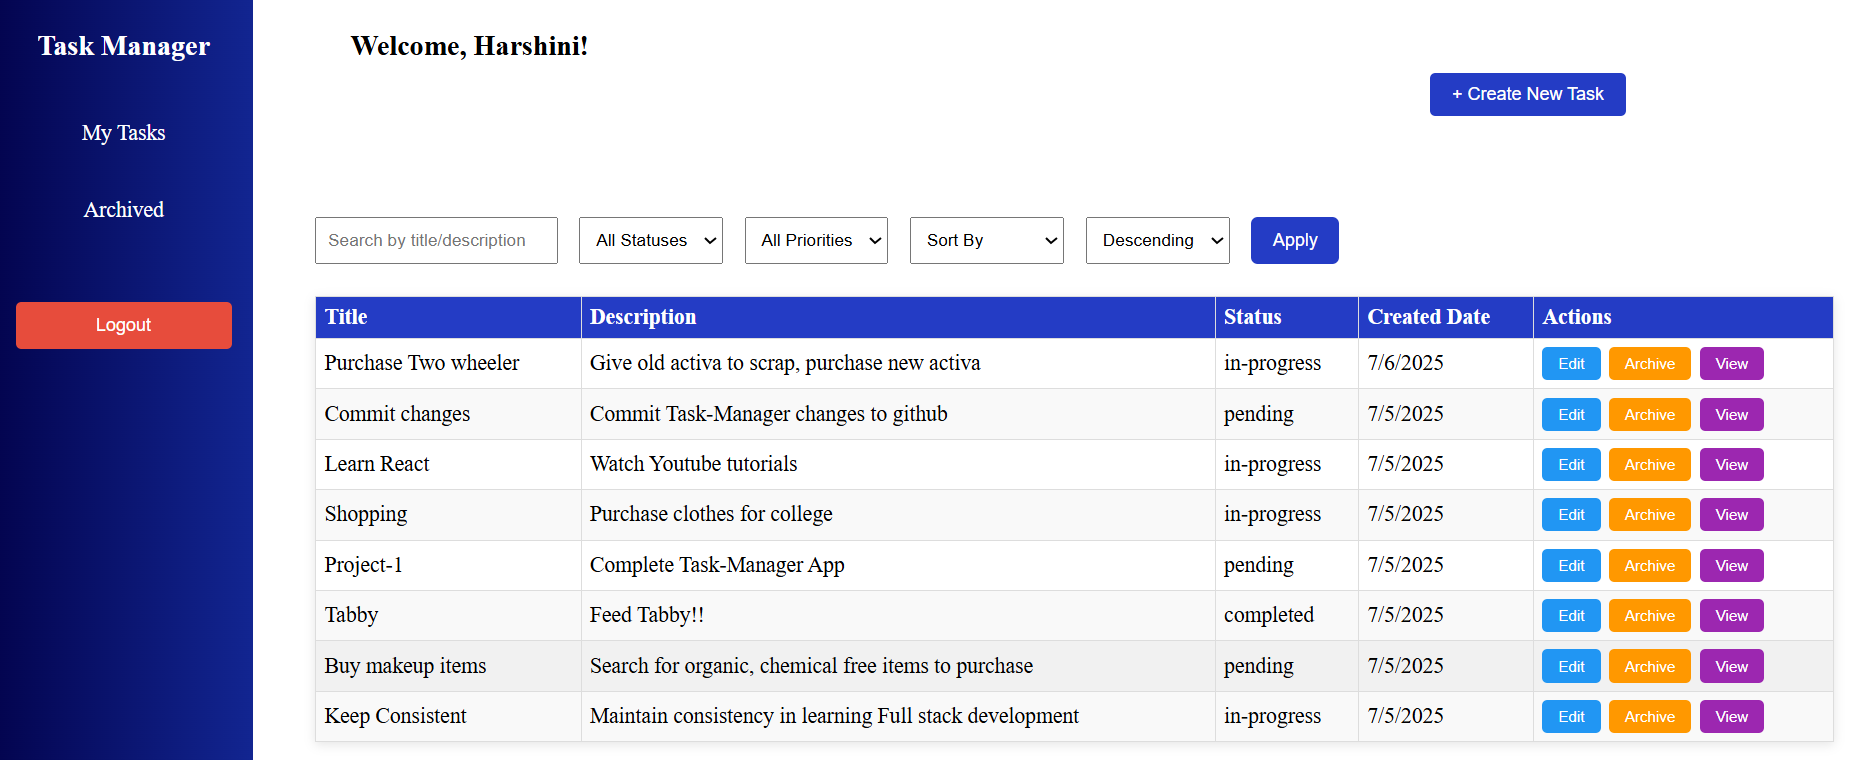 Task Manager
My Tasks
Archived
Logout
Welcome, Harshini!
+ Create New Task
Search by title/description All Statuses All Priorities Sort By Descending Apply
Title Description Status Created Date Actions
Purchase Two wheeler Give old activa to scrap, purchase new activa in-progress 7/6/2025 Edit Archive View
Commit changes Commit Task-Manager changes to github pending 7/5/2025 Edit Archive View
Learn React Watch Youtube tutorials in-progress 7/5/2025 Edit Archive View
Shopping Purchase clothes for college in-progress 7/5/2025 Edit Archive View
Project-1 Complete Task-Manager App pending 7/5/2025 Edit Archive View
Tabby Feed Tabby!! completed 7/5/2025 Edit Archive View
Buy makeup items Search for organic, chemical free items to purchase pending 7/5/2025 Edit Archive View
Keep Consistent Maintain consistency in learning Full stack development in-progress 7/5/2025 Edit Archive View